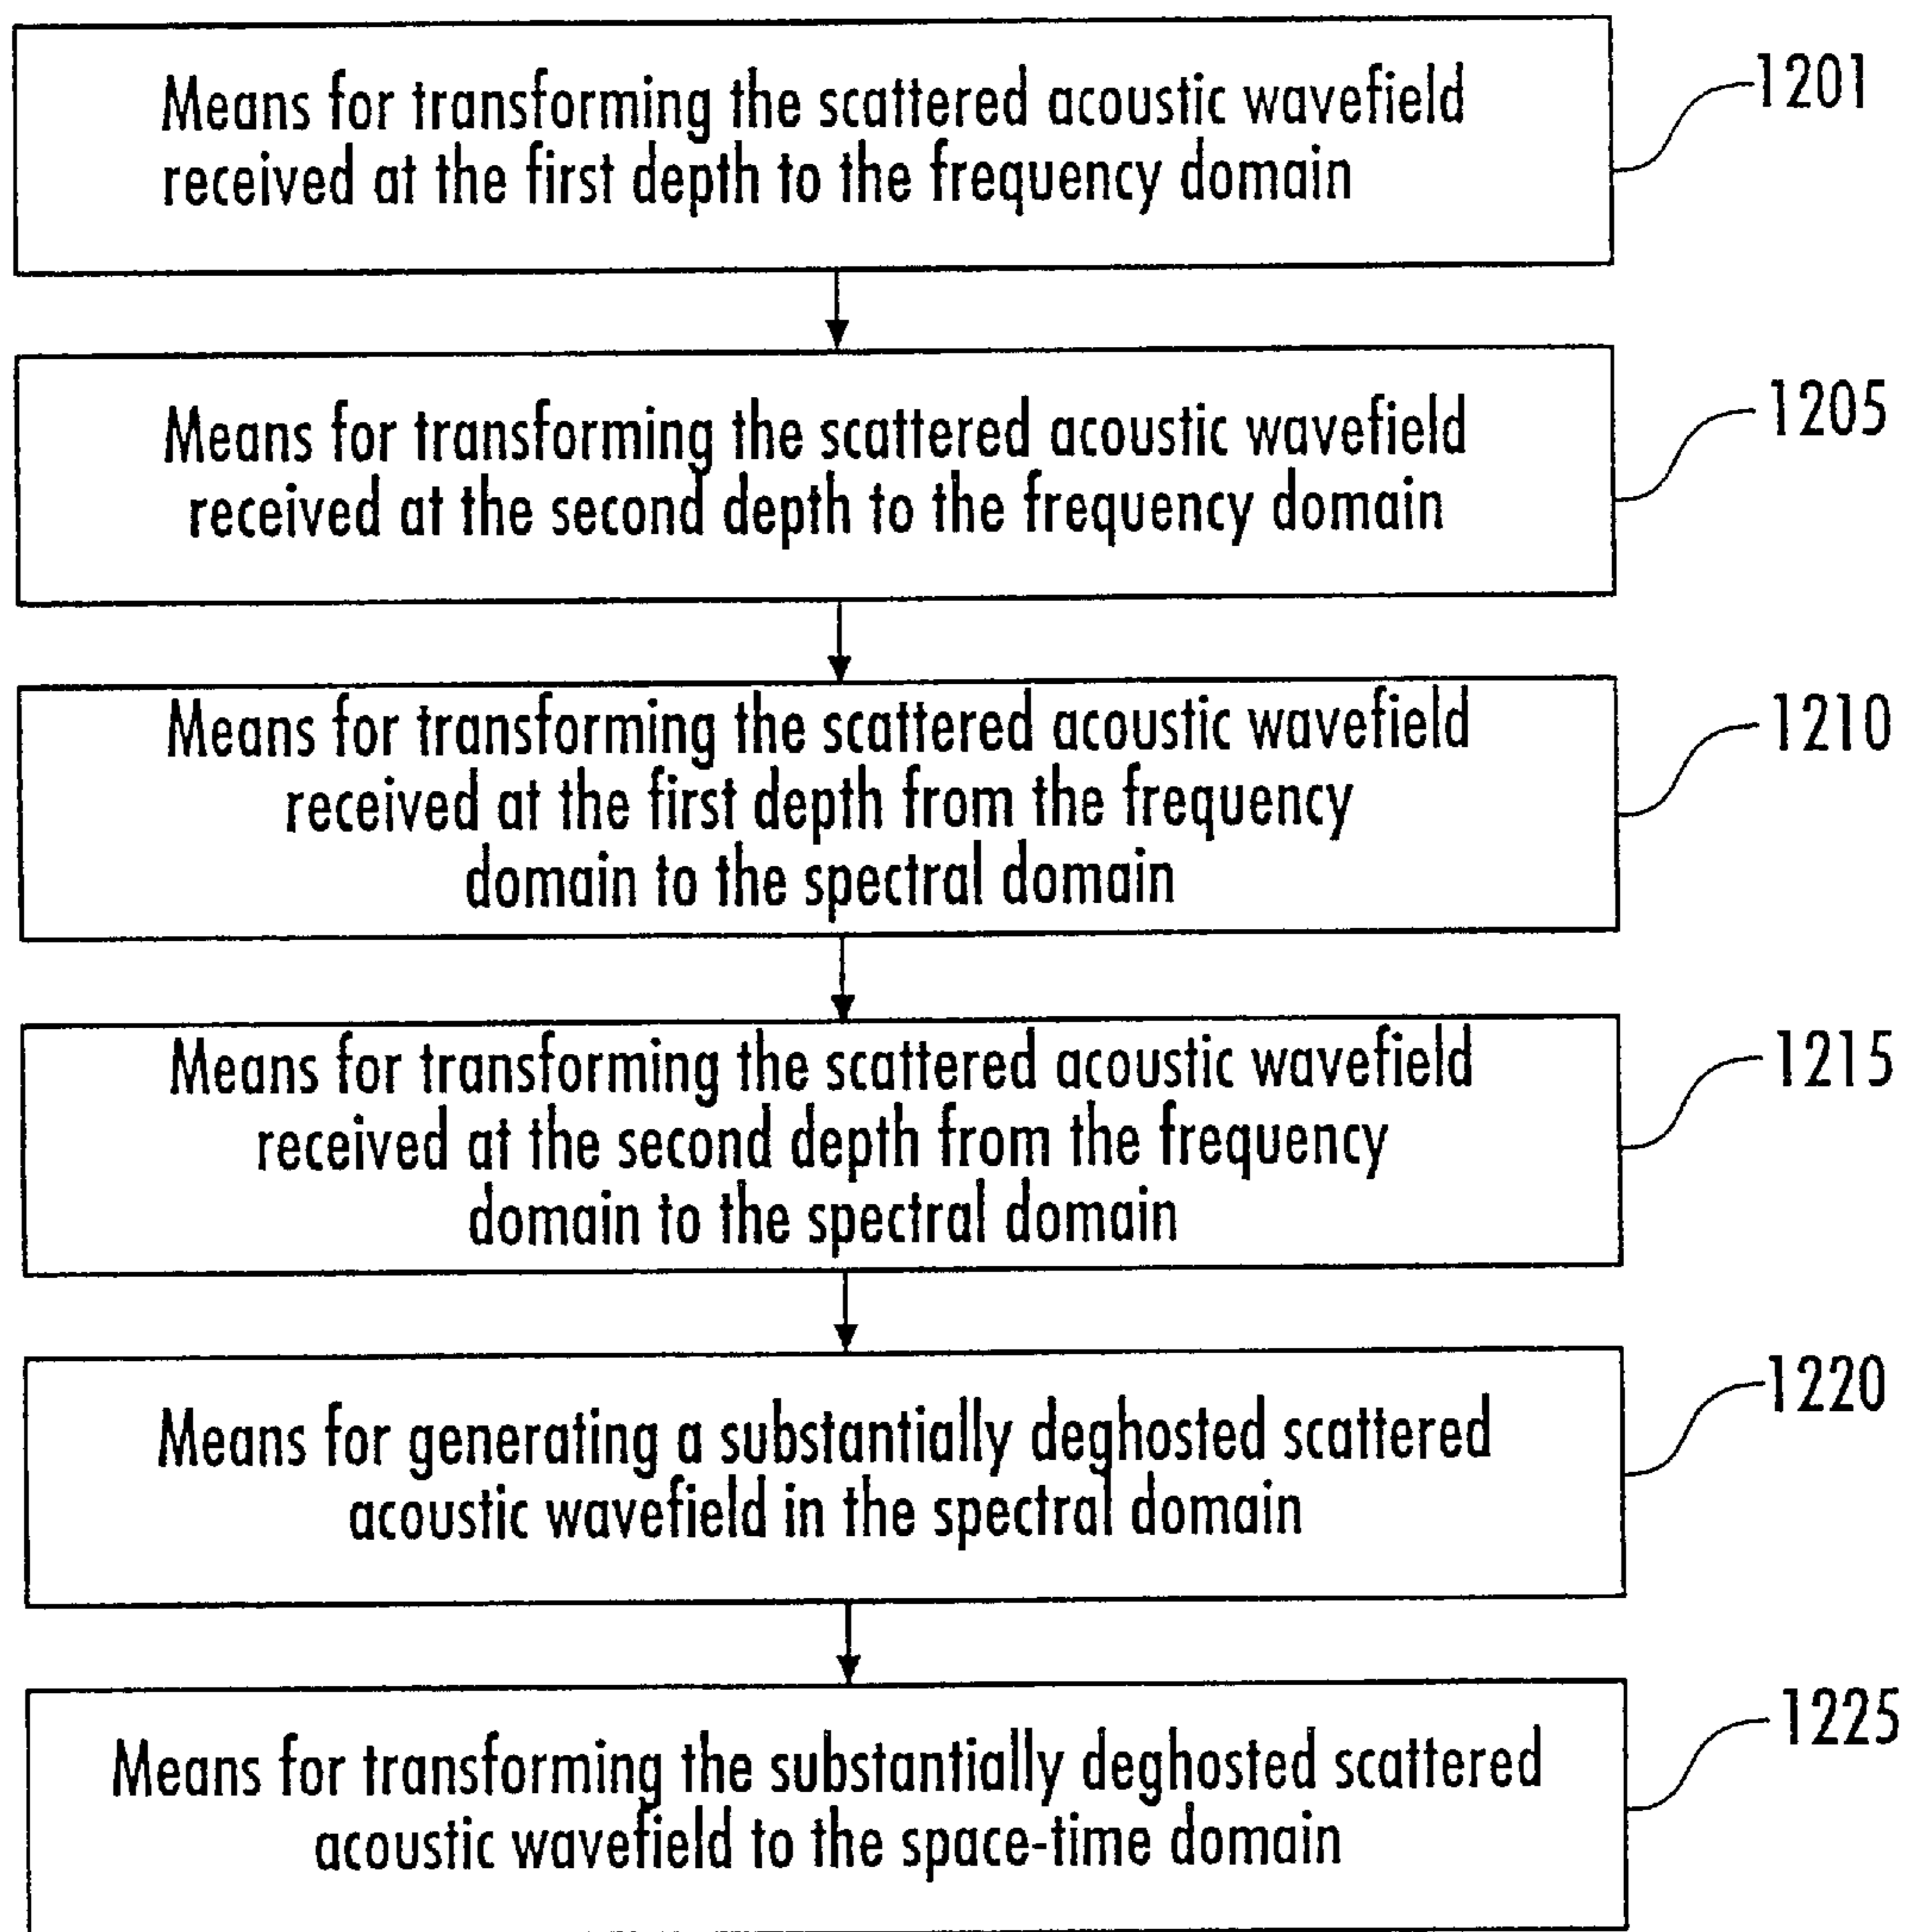 Means for transforming the scattered acoustic wavefield
received at the first depth to the frequency domain
1201
Means for transforming the scattered acoustic wavefield
received at the second depth to the frequency domain
1205
Means for transforming the scattered acoustic wavefield
received at the first depth from the frequency
domain to the spectral domain
1210
Means for transforming the scattered acoustic wavefield
received at the second depth from the frequency
domain to the spectral domain
1215
Means for generating a substantially deghosted scattered
acoustic wavefield in the spectral domain
1220
Means for transforming the substantially deghosted scattered
acoustic wavefield to the space-time domain
1225